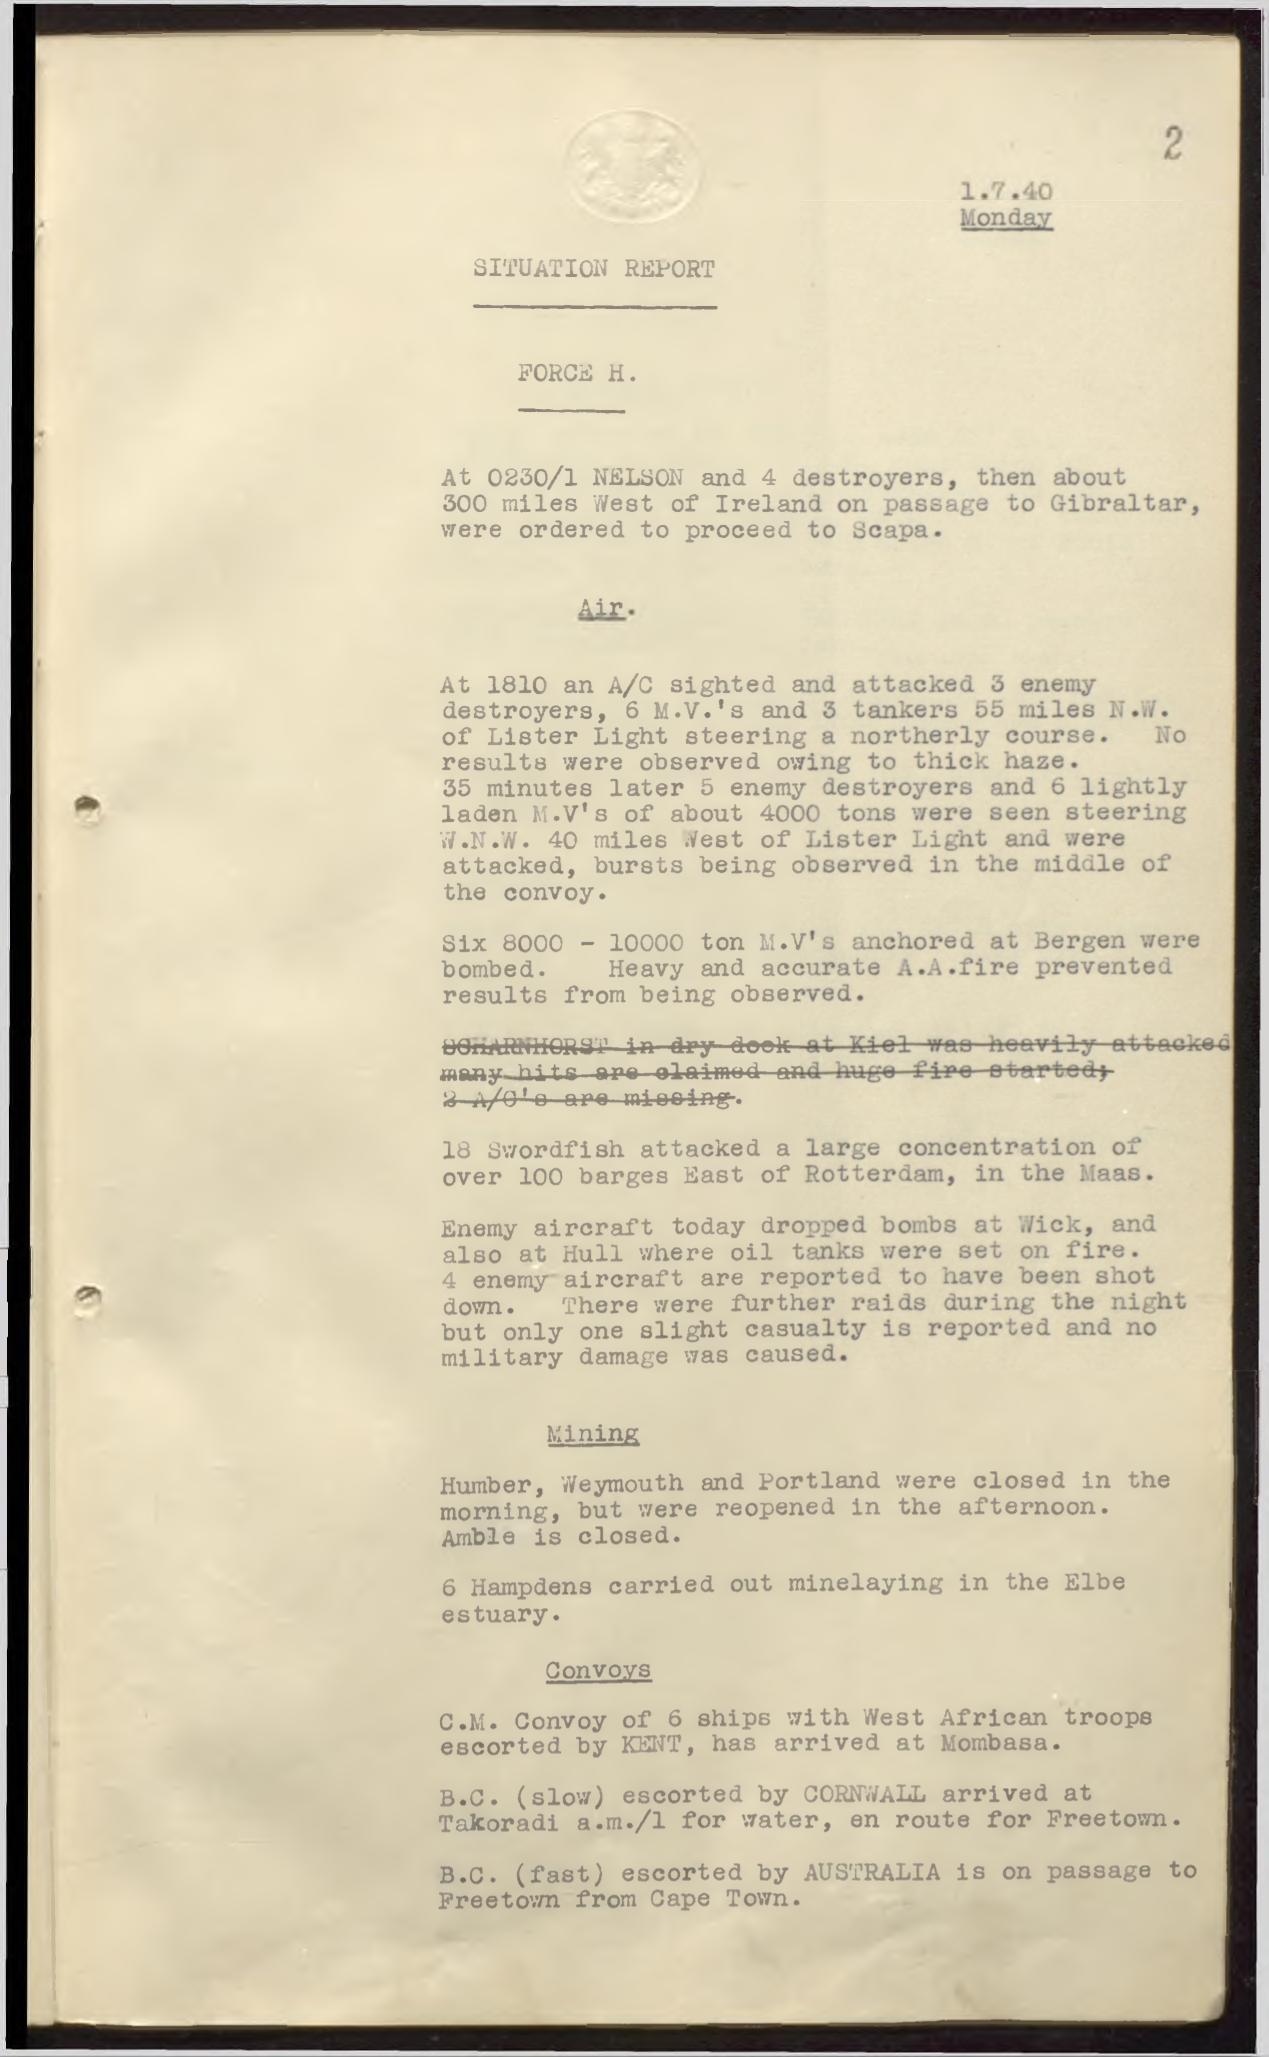 2
1.7.40
Monday
SITUATION REPORT
FORCE H.
At 0230/1 NELSON and 4 destroyers, then about
300 miles West of Ireland on passage to Gibraltar,
were ordered to proceed to Scapa.
Air.
At 1810 an A/C sighted and attacked 3 enemy
destroyers, 6 M.V.'s and 3 tankers 55 miles N.W.
of Lister Light steering a northerly course. No
results were observed owing to thick haze.
35 minutes later 5 enemy destroyers and 6 lightly
laden M.V's of about 4000 tons were seen steering
W.N.W. 40 miles West of Lister Light and were
attacked, bursts being observed in the middle of
the convoy.
Six 8000 - 10000 ton M.V's anchored at Bergen were
bombed. Heavy and accurate A.A.fire prevented
results from being observed.
SCHARNHORST in dry dock at Kiel was heavily attacked
many hits are claimed and huge fire started;
2 A/C's are missing.
18 Swordfish attacked a large concentration of
over 100 barges East of Rotterdam, in the Maas.
Enemy aircraft today dropped bombs at Wick, and
also at Hull where oil tanks were set on fire.
4 enemy aircraft are reported to have been shot
down. There were further raids during the night
but only one slight casualty is reported and no
military damage was caused.
Mining
Humber, Weymouth and Portland were closed in the
morning, but were reopened in the afternoon.
Amble is closed.
6 Hampdens carried out minelaying in the Elbe
estuary.
Convoys
C.M. Convoy of 6 ships with West African troops
escorted by KENT, has arrived at Mombasa.
B.C. (slow) escorted by CORNWALL arrived at
Takoradi a.m./1 for water, en route for Freetown.
B.C. (fast) escorted by AUSTRALIA is on passage to
Freetown from Cape Town.